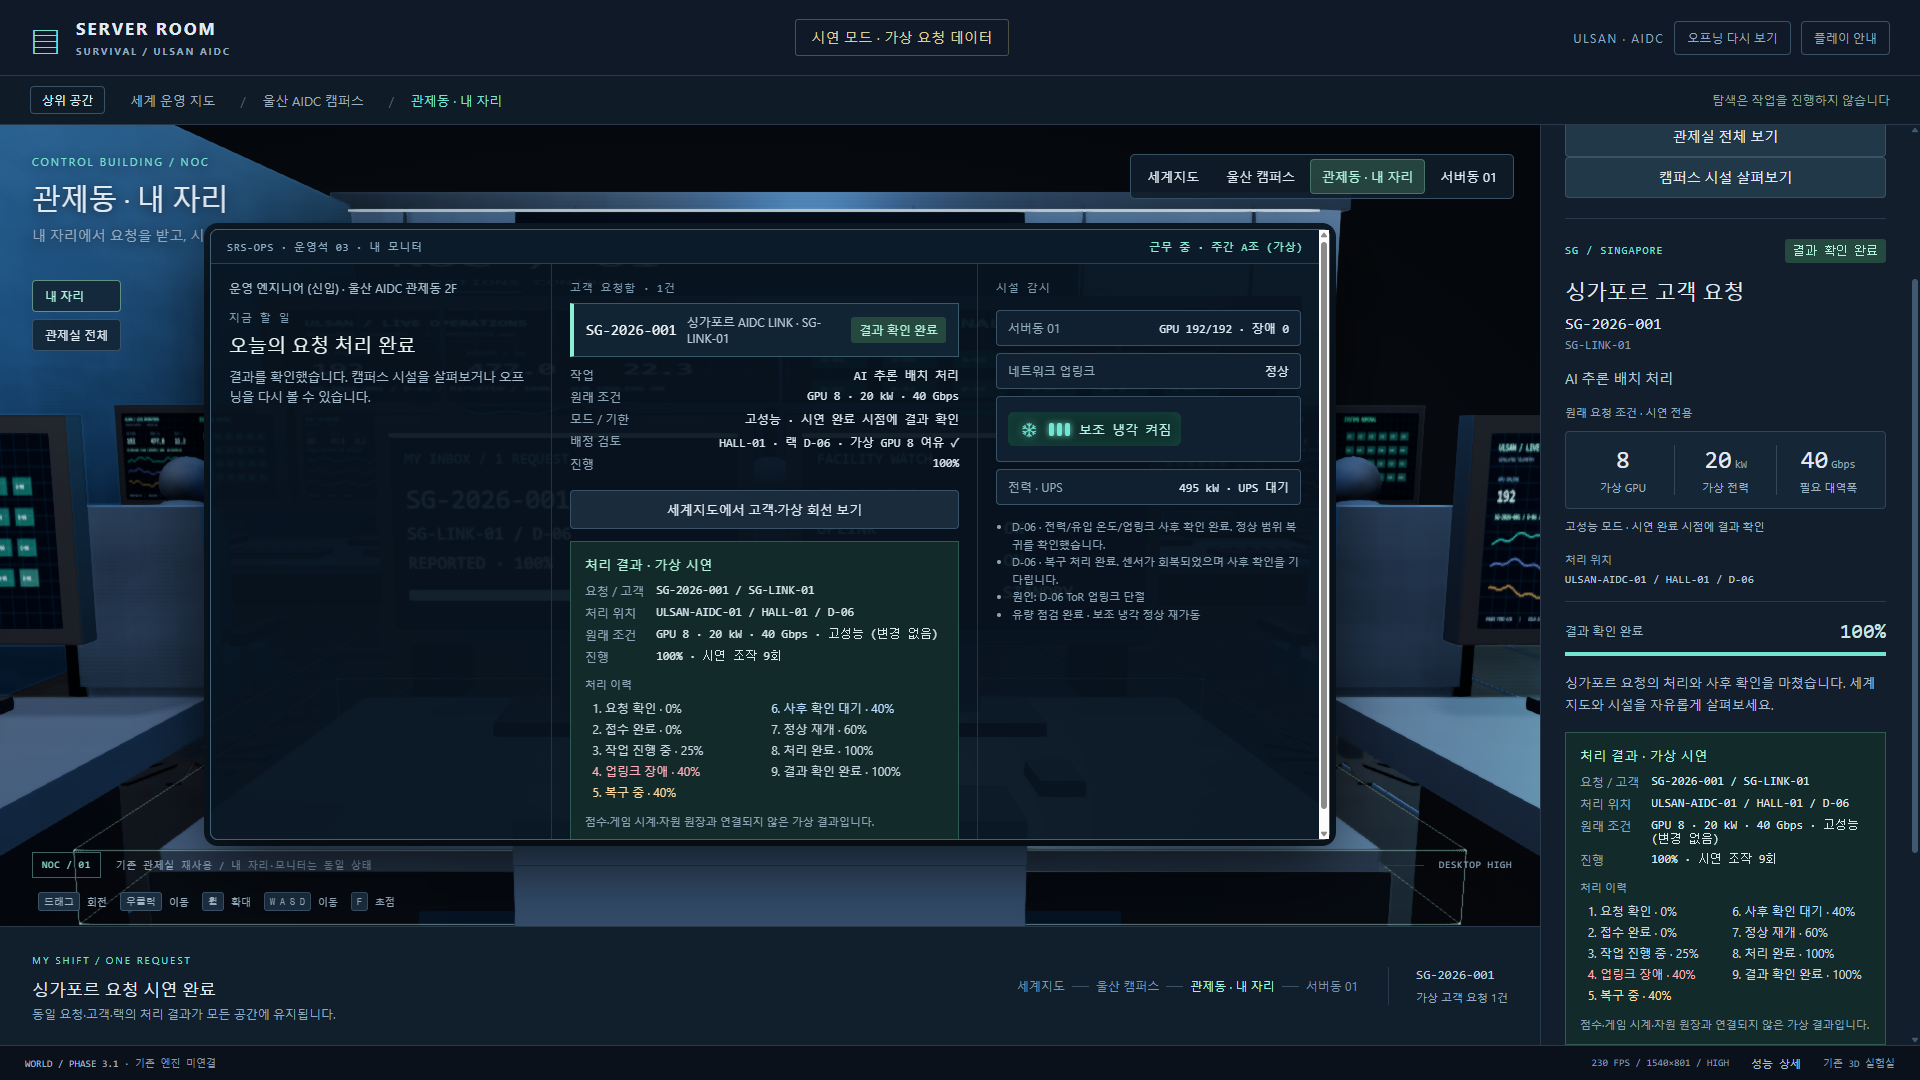 SERVER ROOM
SURVIVAL / ULSAN AIDC
시연 모드 · 가상 요청 데이터
ULSAN · AIDC
오프닝 다시 보기
플레이 안내
상위 공간
세계 운영 지도 / 울산 AIDC 캠퍼스 / 관제동 · 내 자리
탐색은 작업을 진행하지 않습니다
CONTROL BUILDING / NOC
관제동 · 내 자리
내 자리에서 요청을 받고, 시
내 자리
관제실 전체
세계지도
울산 캠퍼스
관제동 · 내 자리
서버동 01
SRS-OPS · 운영석 03 · 내 모니터
근무 중 · 주간 A조 (가상)
운영 엔지니어 (신입) · 울산 AIDC 관제동 2F
지금 할 일
오늘의 요청 처리 완료
결과를 확인했습니다. 캠퍼스 시설을 살펴보거나 오프
닝을 다시 볼 수 있습니다.
고객 요청함 · 1건
SG-2026-001
싱가포르 AIDC LINK · SG-
LINK-01
결과 확인 완료
작업 AI 추론 배치 처리
원래 조건 GPU 8 · 20 kW · 40 Gbps
모드 / 기한 고성능 · 시연 완료 시점에 결과 확인
배정 검토 HALL-01 · 랙 D-06 · 가상 GPU 8 여유 ✓
진행 100%
세계지도에서 고객·가상 회선 보기
처리 결과 · 가상 시연
요청 / 고객 SG-2026-001 / SG-LINK-01
처리 위치 ULSAN-AIDC-01 / HALL-01 / D-06
원래 조건 GPU 8 · 20 kW · 40 Gbps · 고성능 (변경 없음)
진행 100% · 시연 조작 9회
처리 이력
1. 요청 확인 · 0%
2. 접수 완료 · 0%
3. 작업 진행 중 · 25%
4. 업링크 장애 · 40%
5. 복구 중 · 40%
6. 사후 확인 대기 · 40%
7. 정상 재개 · 60%
8. 처리 완료 · 100%
9. 결과 확인 완료 · 100%
점수·게임 시계·자원 원장과 연결되지 않은 가상 결과입니다.
시설 감시
서버동 01 GPU 192/192 · 장애 0
네트워크 업링크 정상
보조 냉각 켜짐
전력 · UPS 495 kW · UPS 대기
D-06 · 전력/유입 온도/업링크 사후 확인 완료. 정상 범위 복
귀를 확인했습니다.
D-06 · 복구 처리 완료. 센서가 회복되었으며 사후 확인을 기
다립니다.
원인: D-06 ToR 업링크 단절
유량 점검 완료 · 보조 냉각 정상 재가동
MY INBOX / 1 REQUEST
SG-2026-001
SG-LINK-01 / D-06
REPORTED · 100%
FACILITY WATCH
UPLINK
ULSAN / LIVE OPERATIONS
22.3
ULSAN / LIVE
192
NOC / 01
기존 관제실 재사용 / 내 자리·모니터는 동일 상태
DESKTOP HIGH
드래그 회전 우클릭 이동 휠 확대 W A S D 이동 F 초점
MY SHIFT / ONE REQUEST
싱가포르 요청 시연 완료
동일 요청·고객·랙의 처리 결과가 모든 공간에 유지됩니다.
세계지도 — 울산 캠퍼스 — 관제동 · 내 자리 — 서버동 01
SG-2026-001
가상 고객 요청 1건
관제실 전체 보기
캠퍼스 시설 살펴보기
SG / SINGAPORE
결과 확인 완료
싱가포르 고객 요청
SG-2026-001
SG-LINK-01
AI 추론 배치 처리
원래 요청 조건 · 시연 전용
8
가상 GPU
20 kW
가상 전력
40 Gbps
필요 대역폭
고성능 모드 · 시연 완료 시점에 결과 확인
처리 위치
ULSAN-AIDC-01 / HALL-01 / D-06
결과 확인 완료 100%
싱가포르 요청의 처리와 사후 확인을 마쳤습니다. 세계
지도와 시설을 자유롭게 살펴보세요.
처리 결과 · 가상 시연
요청 / 고객 SG-2026-001 / SG-LINK-01
처리 위치 ULSAN-AIDC-01 / HALL-01 / D-06
원래 조건 GPU 8 · 20 kW · 40 Gbps · 고성능
(변경 없음)
진행 100% · 시연 조작 9회
처리 이력
1. 요청 확인 · 0%
2. 접수 완료 · 0%
3. 작업 진행 중 · 25%
4. 업링크 장애 · 40%
5. 복구 중 · 40%
6. 사후 확인 대기 · 40%
7. 정상 재개 · 60%
8. 처리 완료 · 100%
9. 결과 확인 완료 · 100%
점수·게임 시계·자원 원장과 연결되지 않은 가상 결과입니다.
WORLD / PHASE 3.1 · 기존 엔진 미연결
230 FPS / 1540×801 / HIGH
성능 상세
기존 3D 실험실